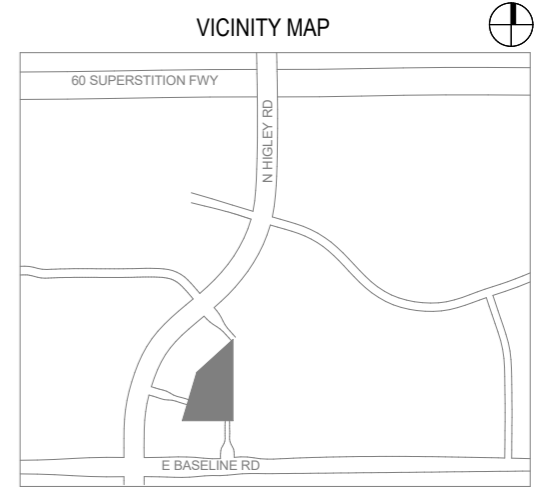 VICINITY MAP
60 SUPERSTITION FWY
N HIGLEY RD
E BASELINE RD